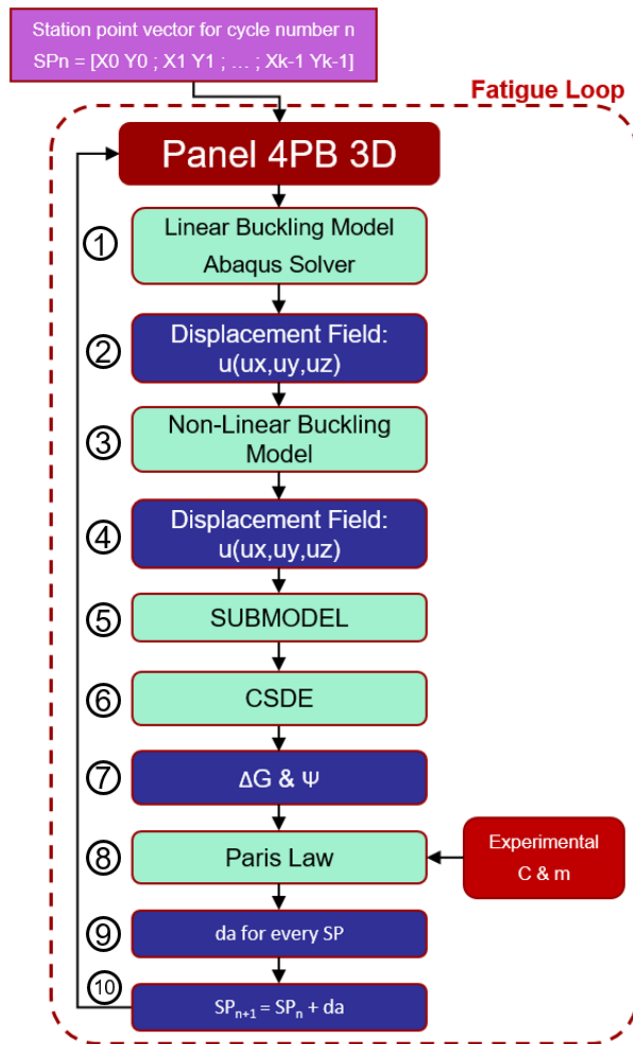 Station point vector for cycle number n
SPn = [X0 Y0 ; X1 Y1 ; ... ; Xk-1 Yk-1]
Fatigue Loop
Panel 4PB 3D
①
Linear Buckling Model
Abaqus Solver
②
Displacement Field:
u(ux,uy,uz)
③
Non-Linear Buckling
Model
④
Displacement Field:
u(ux,uy,uz)
⑤
SUBMODEL
⑥
CSDE
⑦
ΔG & Ψ
⑧
Paris Law
Experimental
C & m
⑨
da for every SP
⑩
SPₙ₊₁ = SPₙ + da